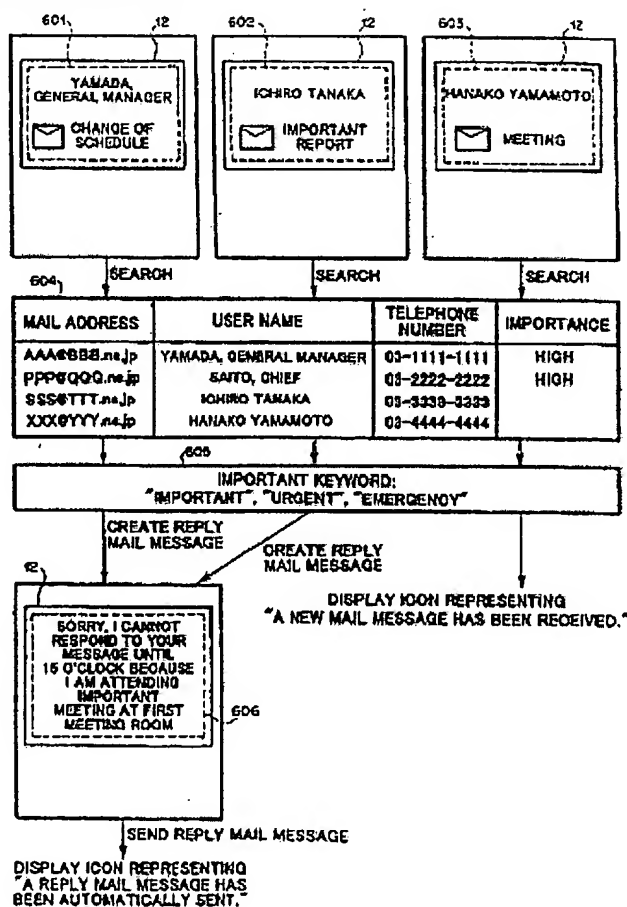 601 12 602 12 603 12
YAMADA,
GENERAL MANAGER
CHANGE OF
SCHEDULE
ICHIRO TANAKA
IMPORTANT
REPORT
HANAKO YAMAMOTO
MEETING
SEARCH SEARCH SEARCH
604
MAIL ADDRESS USER NAME TELEPHONE NUMBER IMPORTANCE
AAA@BBB.ne.jp YAMADA, GENERAL MANAGER 03-1111-1111 HIGH
PPP@QQQ.ne.jp SAITO, CHIEF 03-2222-2222 HIGH
SSS@TTT.ne.jp ICHIRO TANAKA 03-3333-3333
XXX@YYY.ne.jp HANAKO YAMAMOTO 03-4444-4444
605
IMPORTANT KEYWORD:
"IMPORTANT", "URGENT", "EMERGENCY"
CREATE REPLY
MAIL MESSAGE
CREATE REPLY
MAIL MESSAGE
DISPLAY ICON REPRESENTING
"A NEW MAIL MESSAGE HAS BEEN RECEIVED."
12
SORRY, I CANNOT
RESPOND TO YOUR
MESSAGE UNTIL
15 O'CLOCK BECAUSE
I AM ATTENDING
IMPORTANT
MEETING AT FIRST
MEETING ROOM
606
SEND REPLY MAIL MESSAGE
DISPLAY ICON REPRESENTING
"A REPLY MAIL MESSAGE HAS
BEEN AUTOMATICALLY SENT."